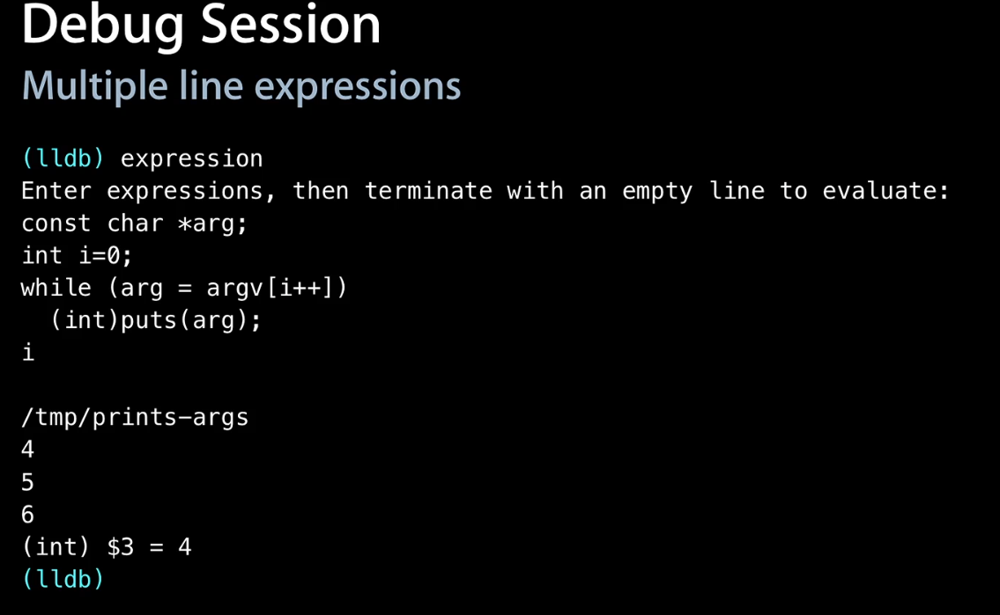 Debug Session
Multiple line expressions
(lldb) expression
Enter expressions, then terminate with an empty line to evaluate:
const char *arg;
int i=0;
while (arg = argv[i++])
  (int)puts(arg);
i
/tmp/prints-args
4
5
6
(int) $3 = 4
(lldb)